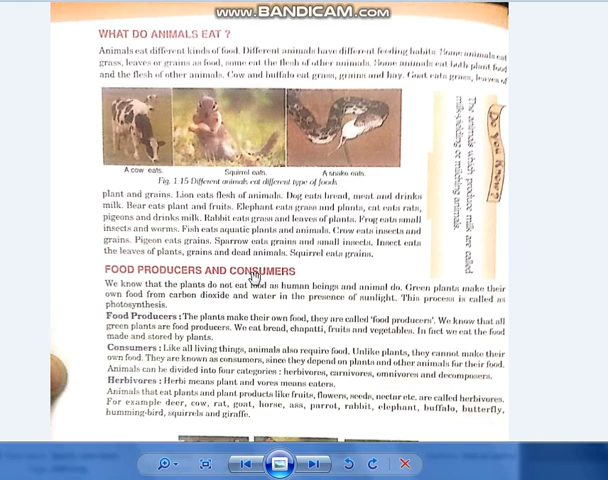 www.BANDICAM.com
WHAT DO ANIMALS EAT ?
Animals eat different kinds of food. Different animals have different feeding habits. Some animals eat
grass, leaves or grains as food, some eat the flesh of other animals. Some animals eat both plant food
and the flesh of other animals. Cow and buffalo eat grass, grains and hay. Goat eats grass, leaves of
A cow eats.
Squirrel eats.
A snake eats.
Fig. 1.15 Different animals eat different type of foods
Do you Know?
The animals which produce milk are called
milk-yielding or milching animals.
plant and grains. Lion eats flesh of animals. Dog eats bread, meat and drinks
milk. Bear eats plant and fruits. Elephant eats grass and plants, cat eats rats,
pigeons and drinks milk. Rabbit eats grass and leaves of plants. Frog eats small
insects and worms. Fish eats aquatic plants and animals. Crow eats insects and
grains. Pigeon eats grains. Sparrow eats grains and small insects. Insect eats
the leaves of plants, grains and dead animals. Squirrel eats grains.
FOOD PRODUCERS AND CONSUMERS
We know that the plants do not eat food as human beings and animal do. Green plants make their
own food from carbon dioxide and water in the presence of sunlight. This process is called as
photosynthesis.
Food Producers : The plants make their own food, they are called 'food producers'. We know that all
green plants are food producers. We eat bread, chapatti, fruits and vegetables. In fact we eat the food
made and stored by plants.
Consumers : Like all living things, animals also require food. Unlike plants, they cannot make their
own food. They are known as consumers, since they depend on plants and other animals for their food.
Animals can be divided into four categories : herbivores, carnivores, omnivores and decomposers.
Herbivores : Herbi means plant and vores means eaters.
Animals that eat plants and plant products like fruits, flowers, seeds, nectar etc. are called herbivores.
For example deer, cow, rat, goat, horse, ass, parrot, rabbit, elephant, buffalo, butterfly,
humming-bird, squirrels and giraffe.